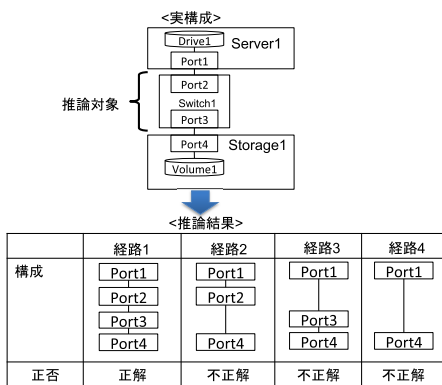 <実構成>
Drive1 Server1
Port1
Port2
推論対象 Switch1
Port3
Port4 Storage1
Volume1
<推論結果>
経路1 経路2 経路3 経路4
構成 Port1 Port1 Port1 Port1
Port2 Port2
Port3 Port3
Port4 Port4 Port4 Port4
正否 正解 不正解 不正解 不正解